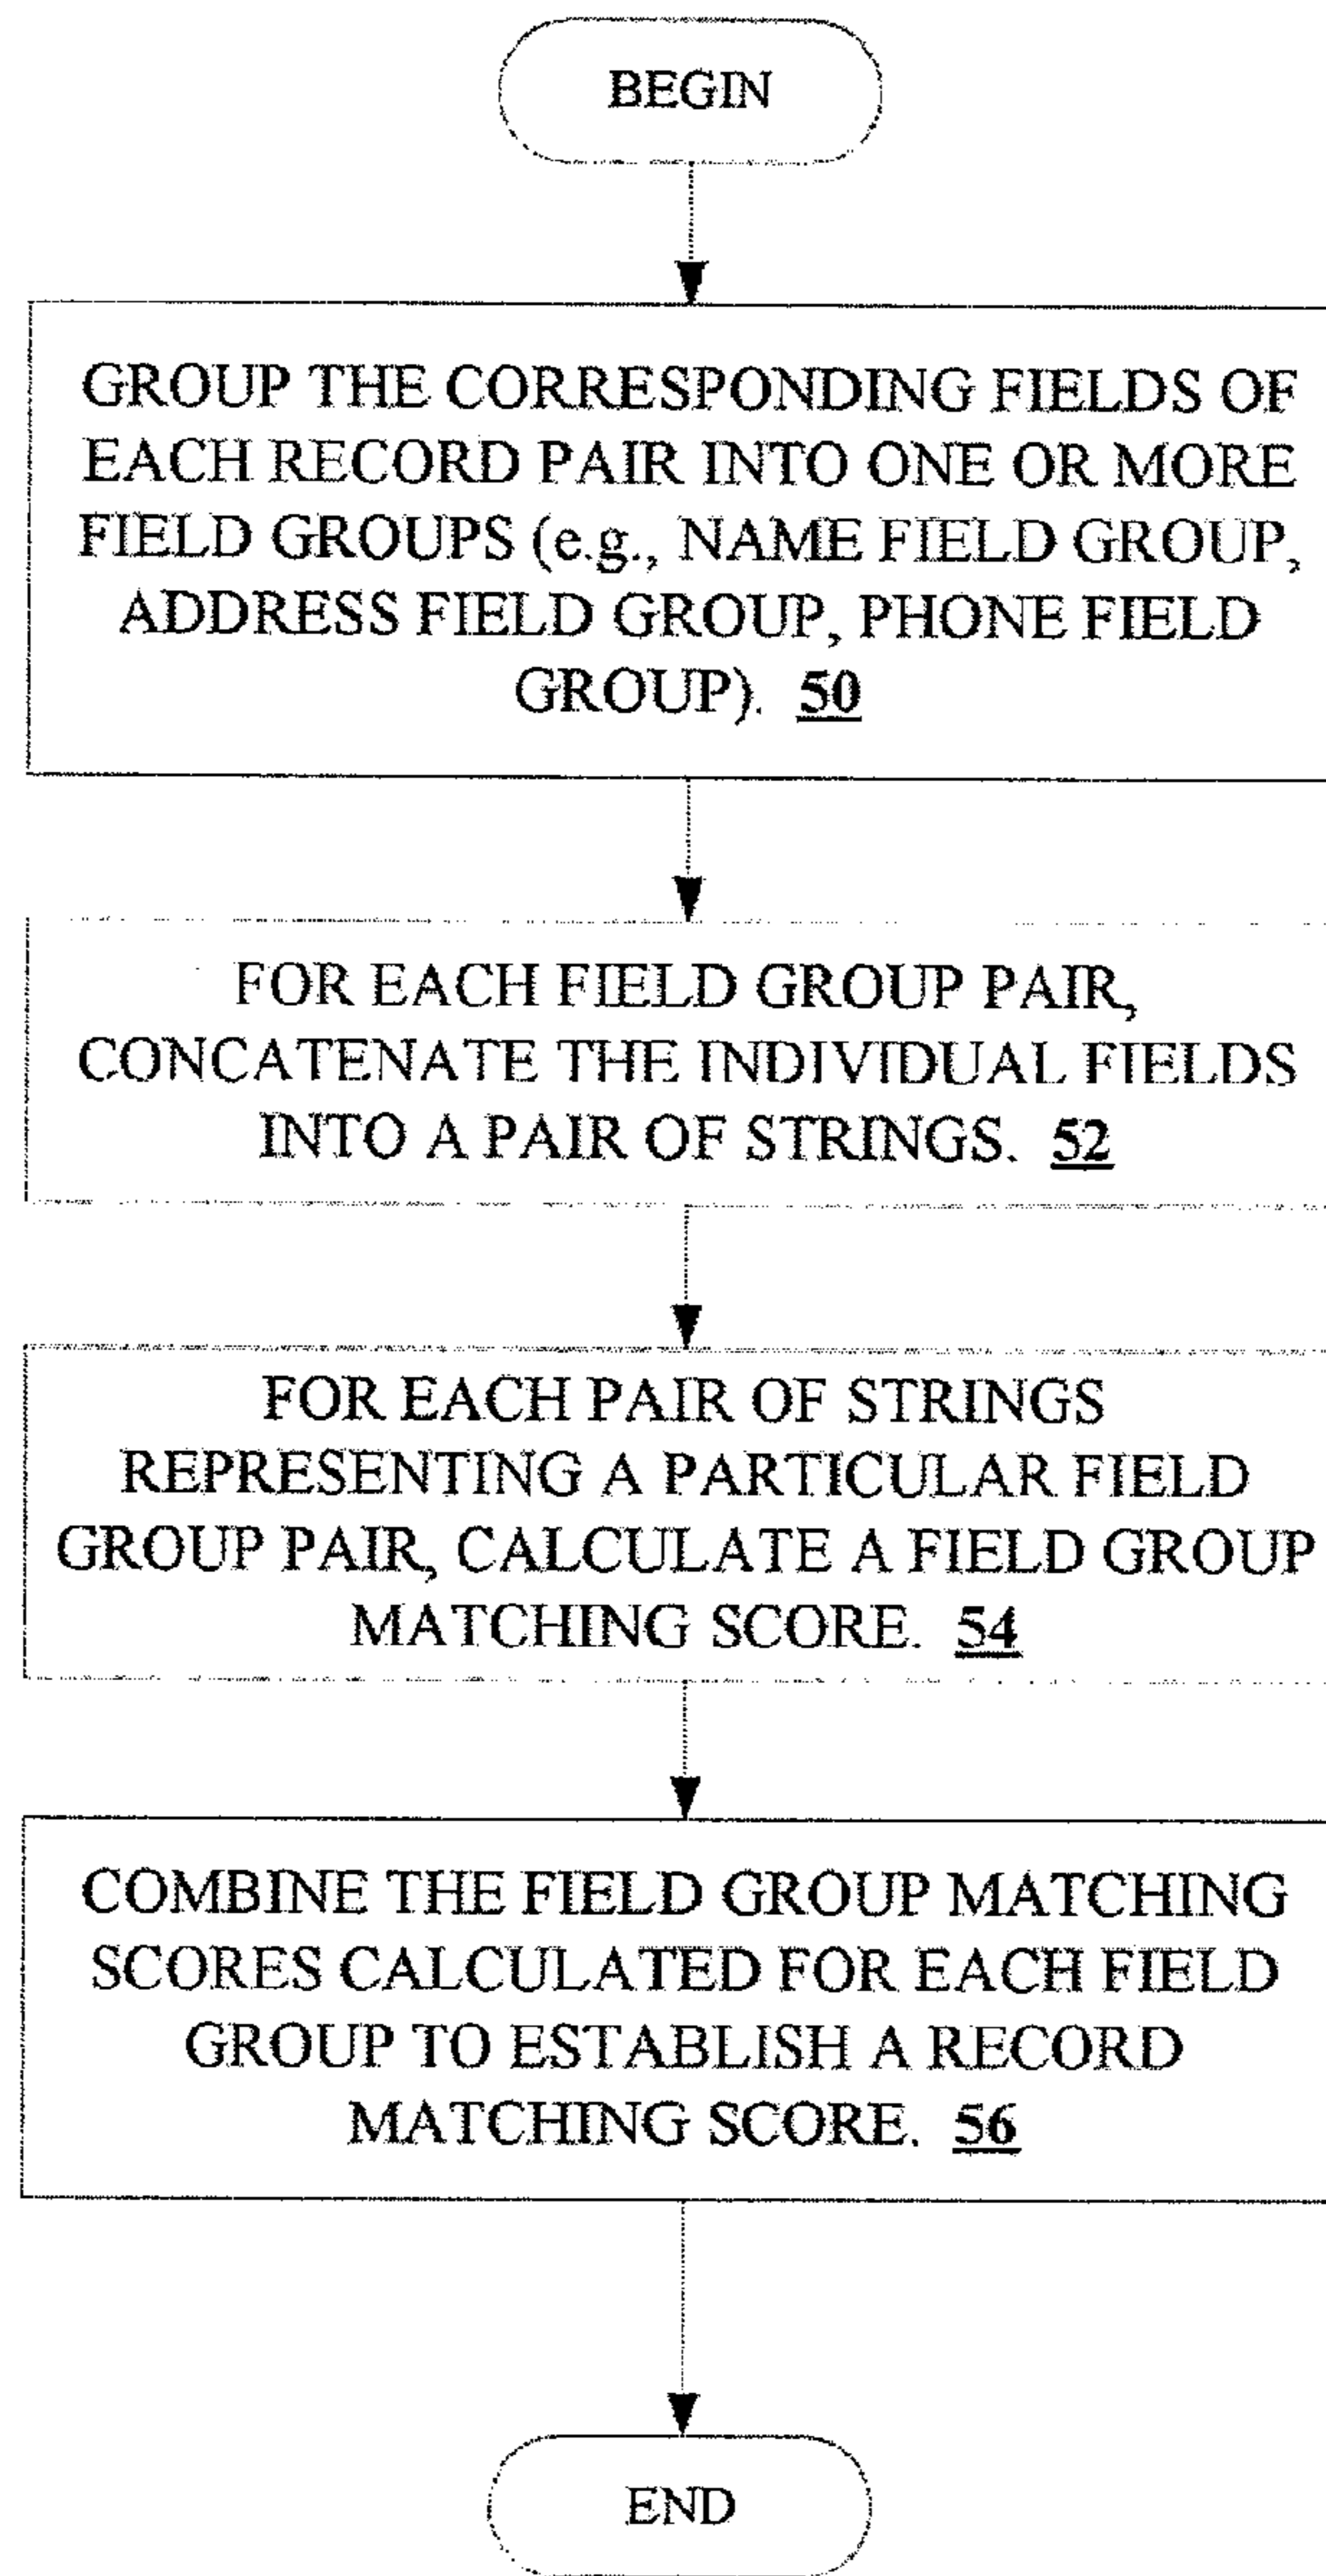 BEGIN
GROUP THE CORRESPONDING FIELDS OF
EACH RECORD PAIR INTO ONE OR MORE
FIELD GROUPS (e.g., NAME FIELD GROUP,
ADDRESS FIELD GROUP, PHONE FIELD
GROUP). 50
FOR EACH FIELD GROUP PAIR,
CONCATENATE THE INDIVIDUAL FIELDS
INTO A PAIR OF STRINGS. 52
FOR EACH PAIR OF STRINGS
REPRESENTING A PARTICULAR FIELD
GROUP PAIR, CALCULATE A FIELD GROUP
MATCHING SCORE. 54
COMBINE THE FIELD GROUP MATCHING
SCORES CALCULATED FOR EACH FIELD
GROUP TO ESTABLISH A RECORD
MATCHING SCORE. 56
END